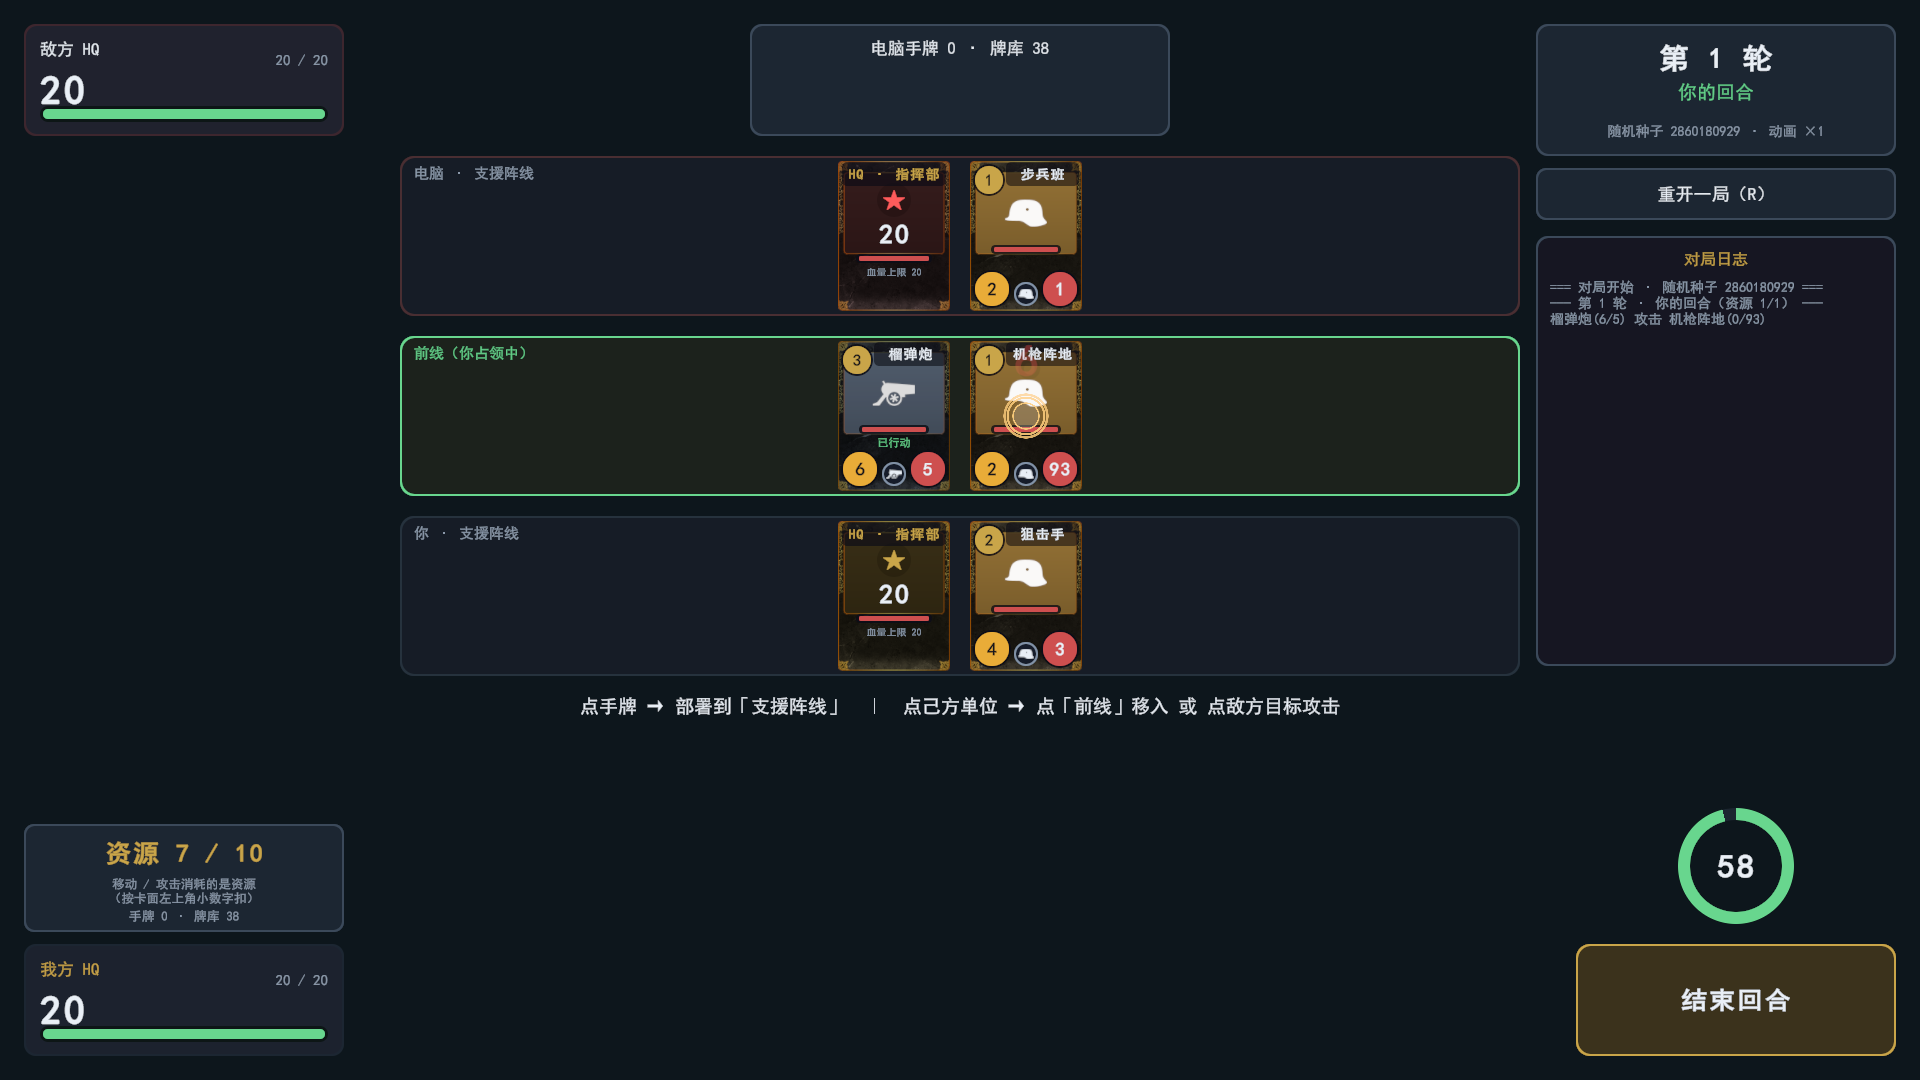 敌方 HQ
20 / 20
20
电脑手牌 0 · 牌库 38
第 1 轮
你的回合
随机种子 2860180929 · 动画 ×1
重开一局（R）
对局日志
=== 对局开始 · 随机种子 2860180929 ===
── 第 1 轮 · 你的回合（资源 1/1） ──
榴弹炮(6/5) 攻击 机枪阵地(0/93)
电脑 · 支援阵线
HQ · 指挥部
20
血量上限 20
1
步兵班
2
1
前线（你占领中）
3
榴弹炮
已行动
6
5
1
机枪阵地
2
93
你 · 支援阵线
HQ · 指挥部
20
血量上限 20
2
狙击手
4
3
点手牌 → 部署到「支援阵线」 ｜ 点己方单位 → 点「前线」移入 或 点敌方目标攻击
资源 7 / 10
移动 / 攻击消耗的是资源
（按卡面左上角小数字扣）
手牌 0 · 牌库 38
我方 HQ
20 / 20
20
58
结束回合